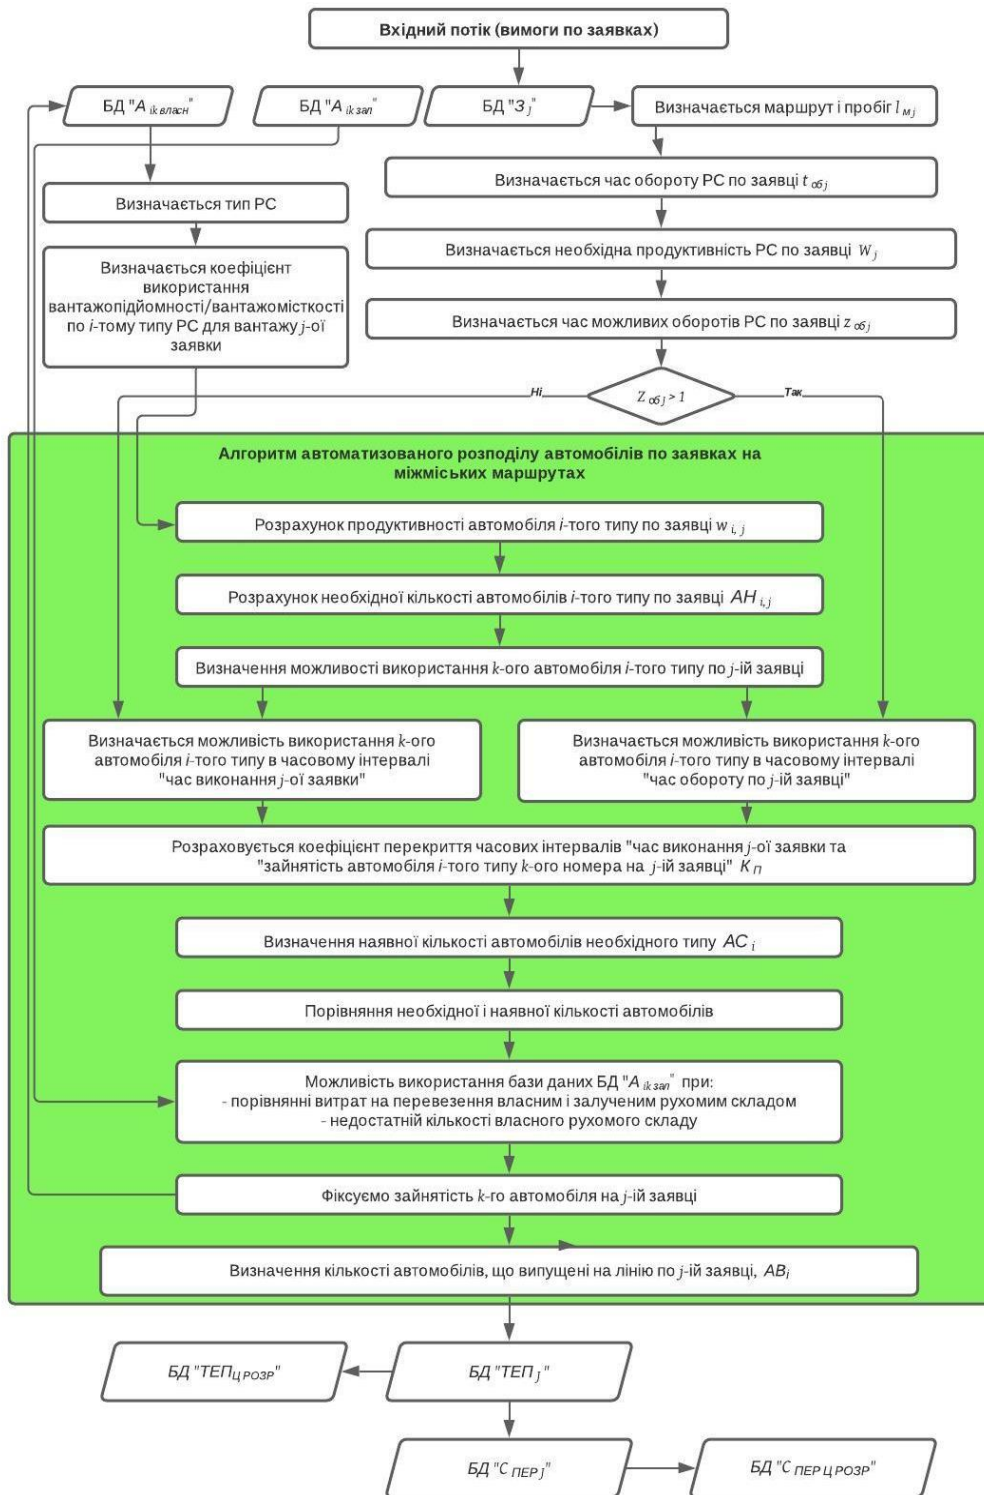 Вхідний потік (вимоги по заявках)
БД "A ik власн"
БД "A ik зал"
БД "З j"
Визначається маршрут і пробіг l м j
Визначається час обороту РС по заявці t об j
Визначається тип РС
Визначається необхідна продуктивність РС по заявці W j
Визначається коефіцієнт
використання
вантажопідйомності/вантажомісткості
по i-тому типу РС для вантажу j-ої
заявки
Визначається час можливих оборотів РС по заявці z об j
Ні
Z об j > 1
Так
Алгоритм автоматизованого розподілу автомобілів по заявках на
міжміських маршрутах
Розрахунок продуктивності автомобіля i-того типу по заявці w i, j
Розрахунок необхідної кількості автомобілів i-того типу по заявці AH i,j
Визначення можливості використання k-ого автомобіля i-того типу по j-ій заявці
Визначається можливість використання k-ого
автомобіля i-того типу в часовому інтервалі
"час виконання j-ої заявки"
Визначається можливість використання k-ого
автомобіля i-того типу в часовому інтервалі
"час обороту по j-ій заявці"
Розраховується коефіцієнт перекриття часових інтервалів "час виконання j-ої заявки та
"зайнятість автомобіля i-того типу k-ого номера на j-ій заявці" К П
Визначення наявної кількості автомобілів необхідного типу AC i
Порівняння необхідної і наявної кількості автомобілів
Можливість використання бази даних БД "A ik зал" при:
- порівнянні витрат на перевезення власним і залученим рухомим складом
- недостатній кількості власного рухомого складу
Фіксуємо зайнятість k-го автомобіля на j-ій заявці
Визначення кількості автомобілів, що випущені на лінію по j-ій заявці, AB i
БД "ТЕП Ц РОЗР"
БД "ТЕП j"
БД "С ПЕР j"
БД "С ПЕР Ц РОЗР"